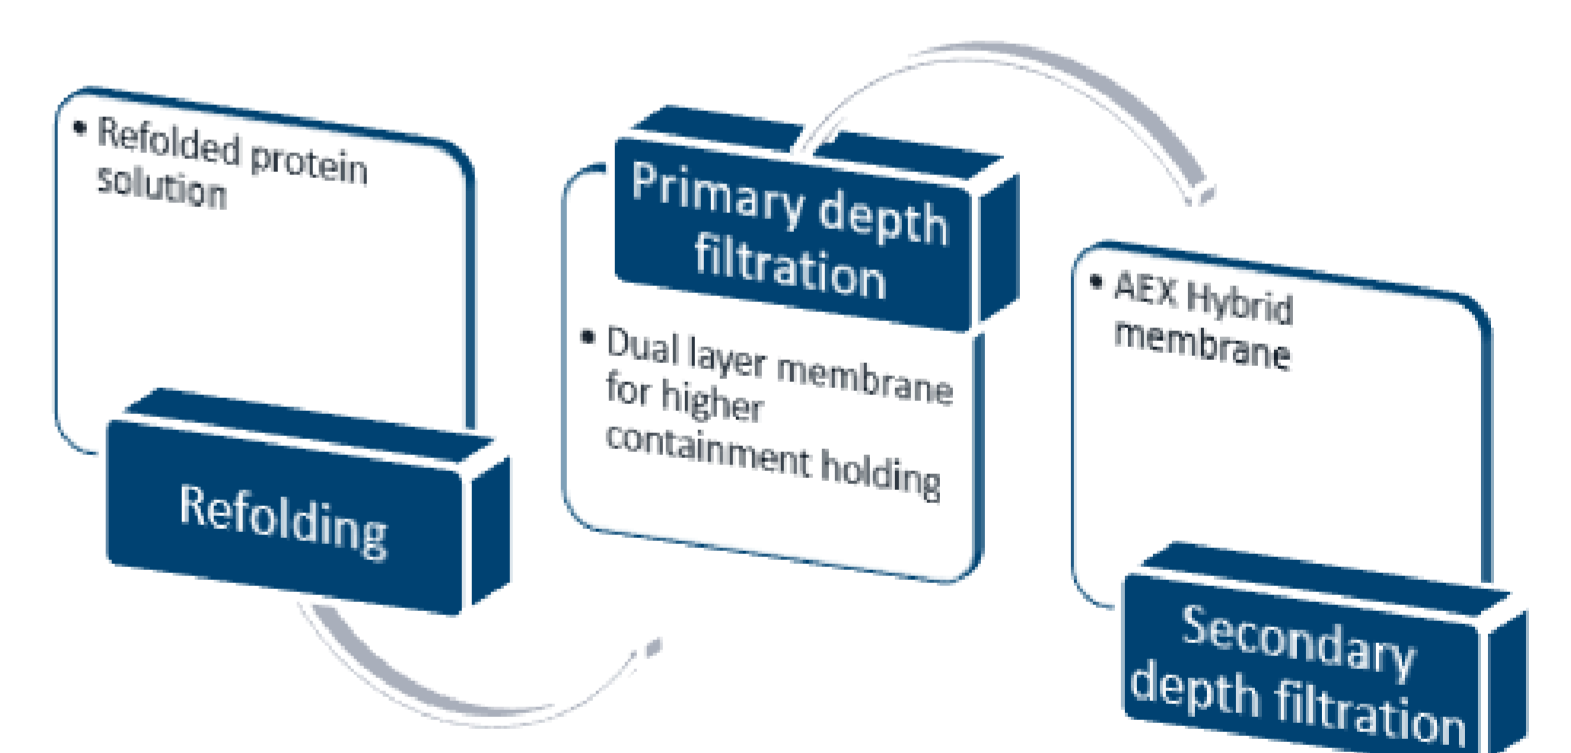 • Refolded protein
solution
Refolding
Primary depth
filtration
• Dual layer membrane
for higher
containment holding
• AEX Hybrid
membrane
Secondary
depth filtration